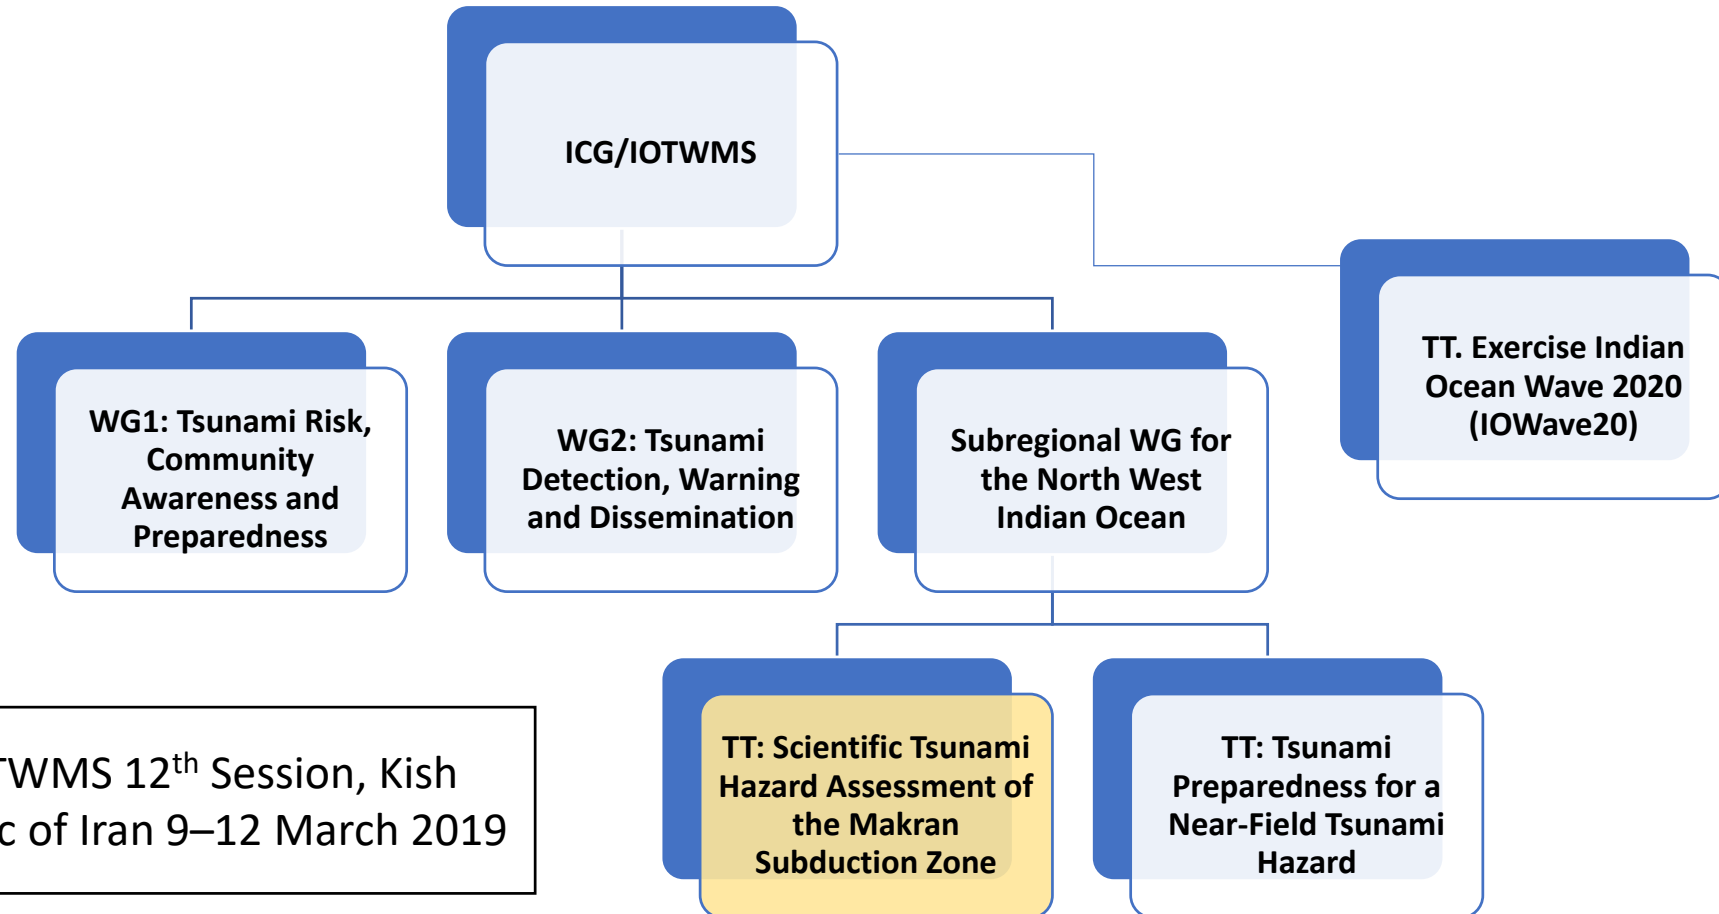 ICG/IOTWMS
TT. Exercise Indian
Ocean Wave 2020
(IOWave20)
WG1: Tsunami Risk,
Community
Awareness and
Preparedness
WG2: Tsunami
Detection, Warning
and Dissemination
Subregional WG for
the North West
Indian Ocean
TT: Scientific Tsunami
Hazard Assessment of
the Makran
Subduction Zone
TT: Tsunami
Preparedness for a
Near-Field Tsunami
Hazard
TWMS 12th Session, Kish
c of Iran 9–12 March 2019